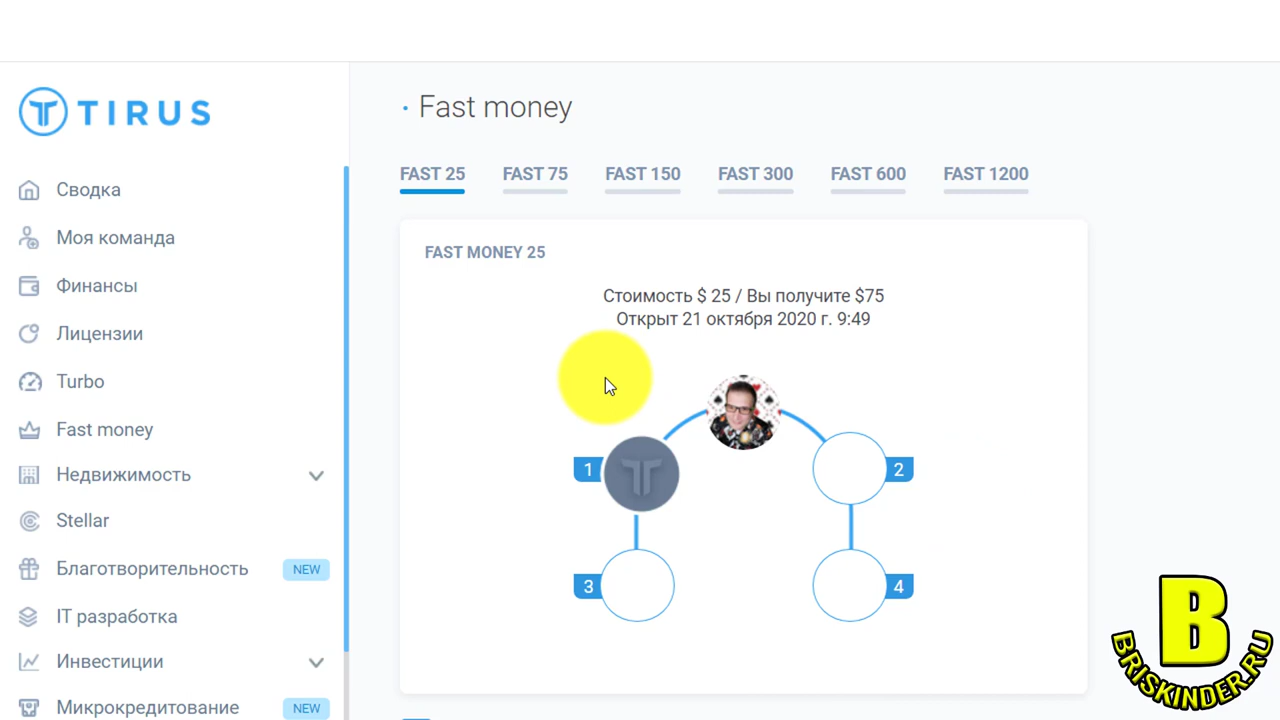 TIRUS
Сводка
Моя команда
Финансы
Лицензии
Turbo
Fast money
Недвижимость
Stellar
Благотворительность NEW
IT разработка
Инвестиции
Микрокредитование NEW
· Fast money
FAST 25 FAST 75 FAST 150 FAST 300 FAST 600 FAST 1200
FAST MONEY 25
Стоимость $ 25 / Вы получите $75
Открыт 21 октября 2020 г. 9:49
1 2
3 4
B
BRISKINDER.RU